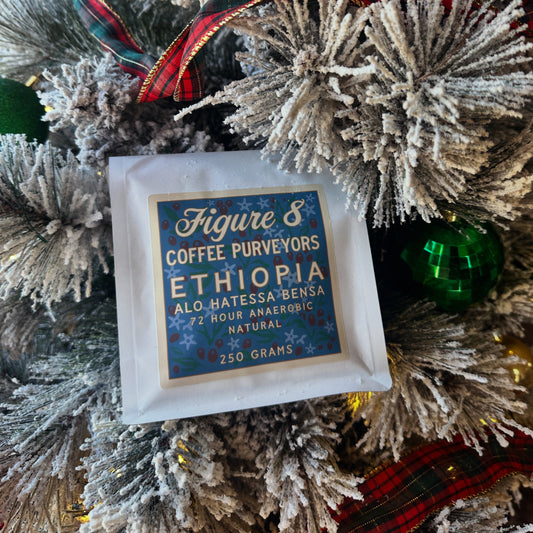 Figure 8
COFFEE PURVEYORS
ETHIOPIA
ALO HATESSA BENSA
72 HOUR ANAEROBIC
NATURAL
250 GRAMS